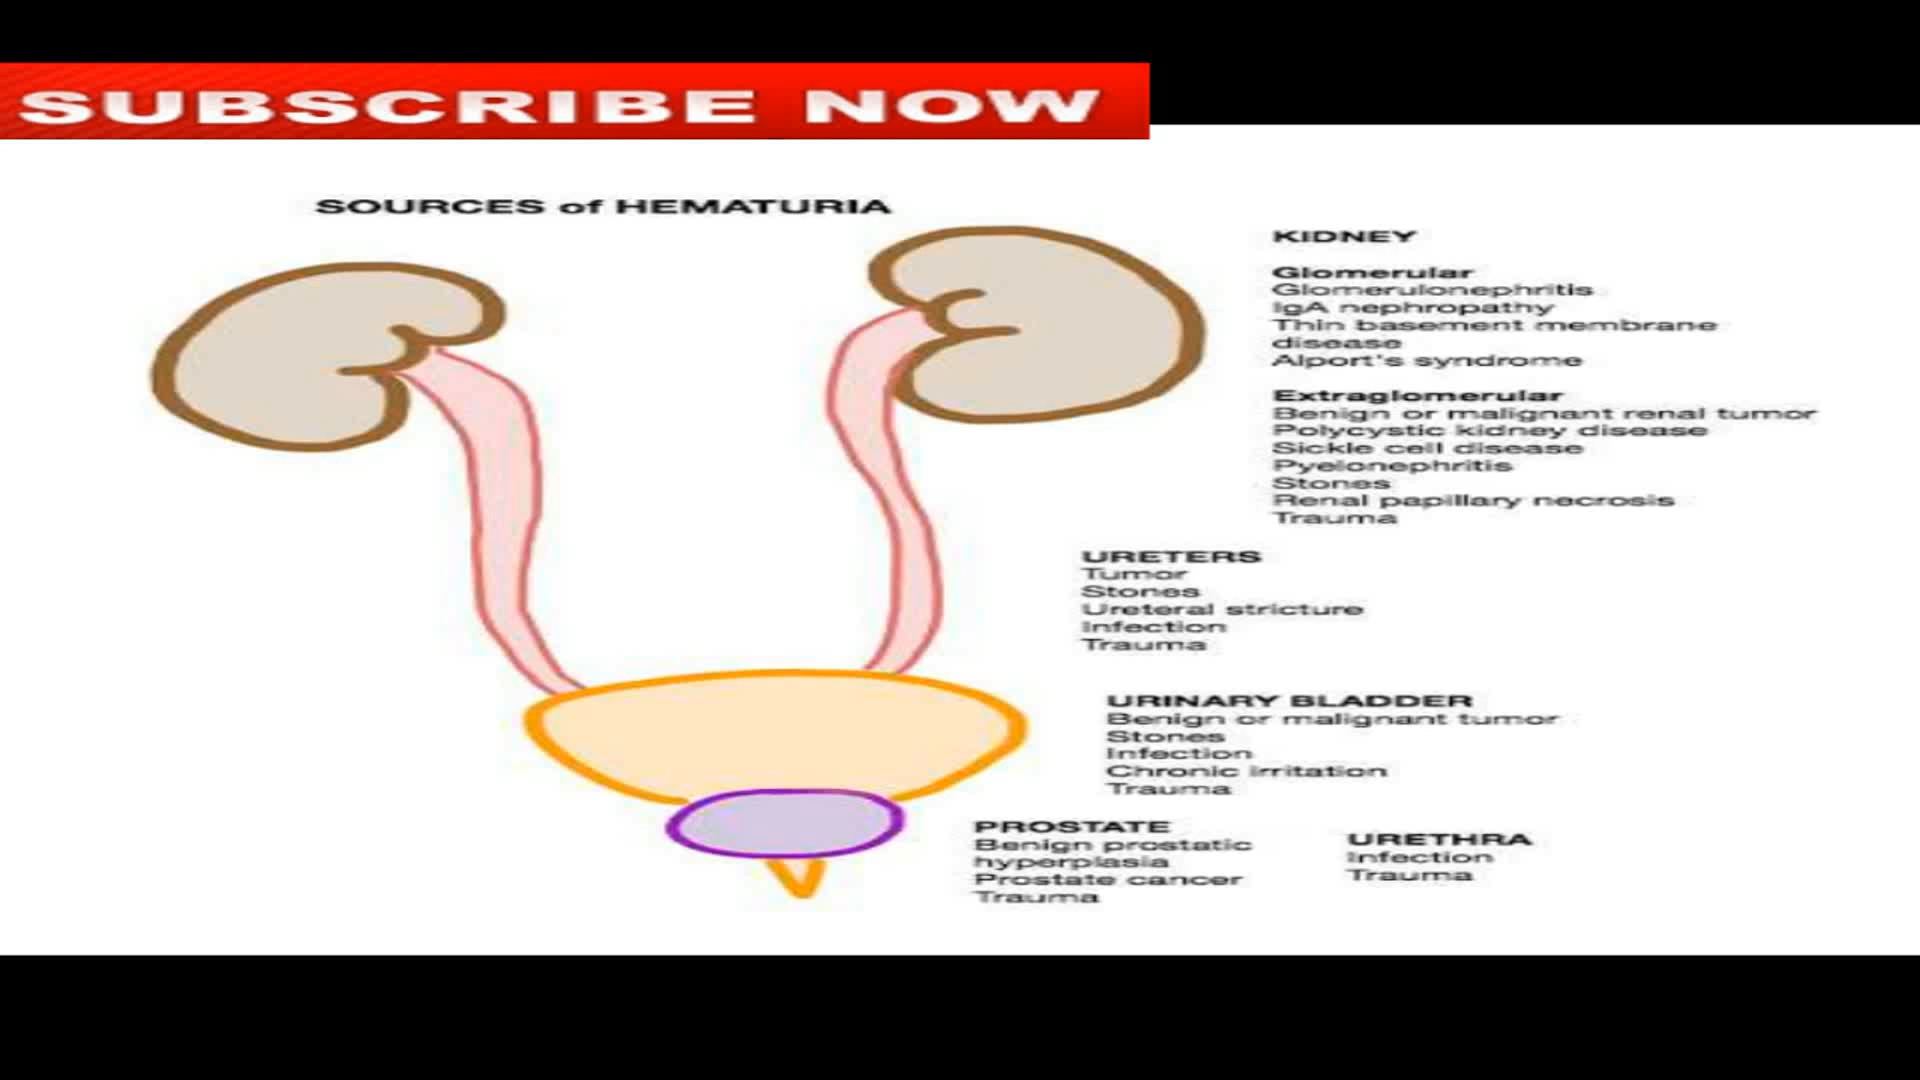 SUBSCRIBE NOW
SOURCES of HEMATURIA
KIDNEY
Glomerular
Glomerulonephritis
IgA nephropathy
Thin basement membrane
disease
Alport's syndrome
Extraglomerular
Benign or malignant renal tumor
Polycystic kidney disease
Sickle cell disease
Pyelonephritis
Stones
Renal papillary necrosis
Trauma
URETERS
Tumor
Stones
Ureteral stricture
Infection
Trauma
URINARY BLADDER
Benign or malignant tumor
Stones
Infection
Chronic irritation
Trauma
PROSTATE
Benign prostatic
hyperplasia
Prostate cancer
Trauma
URETHRA
Infection
Trauma